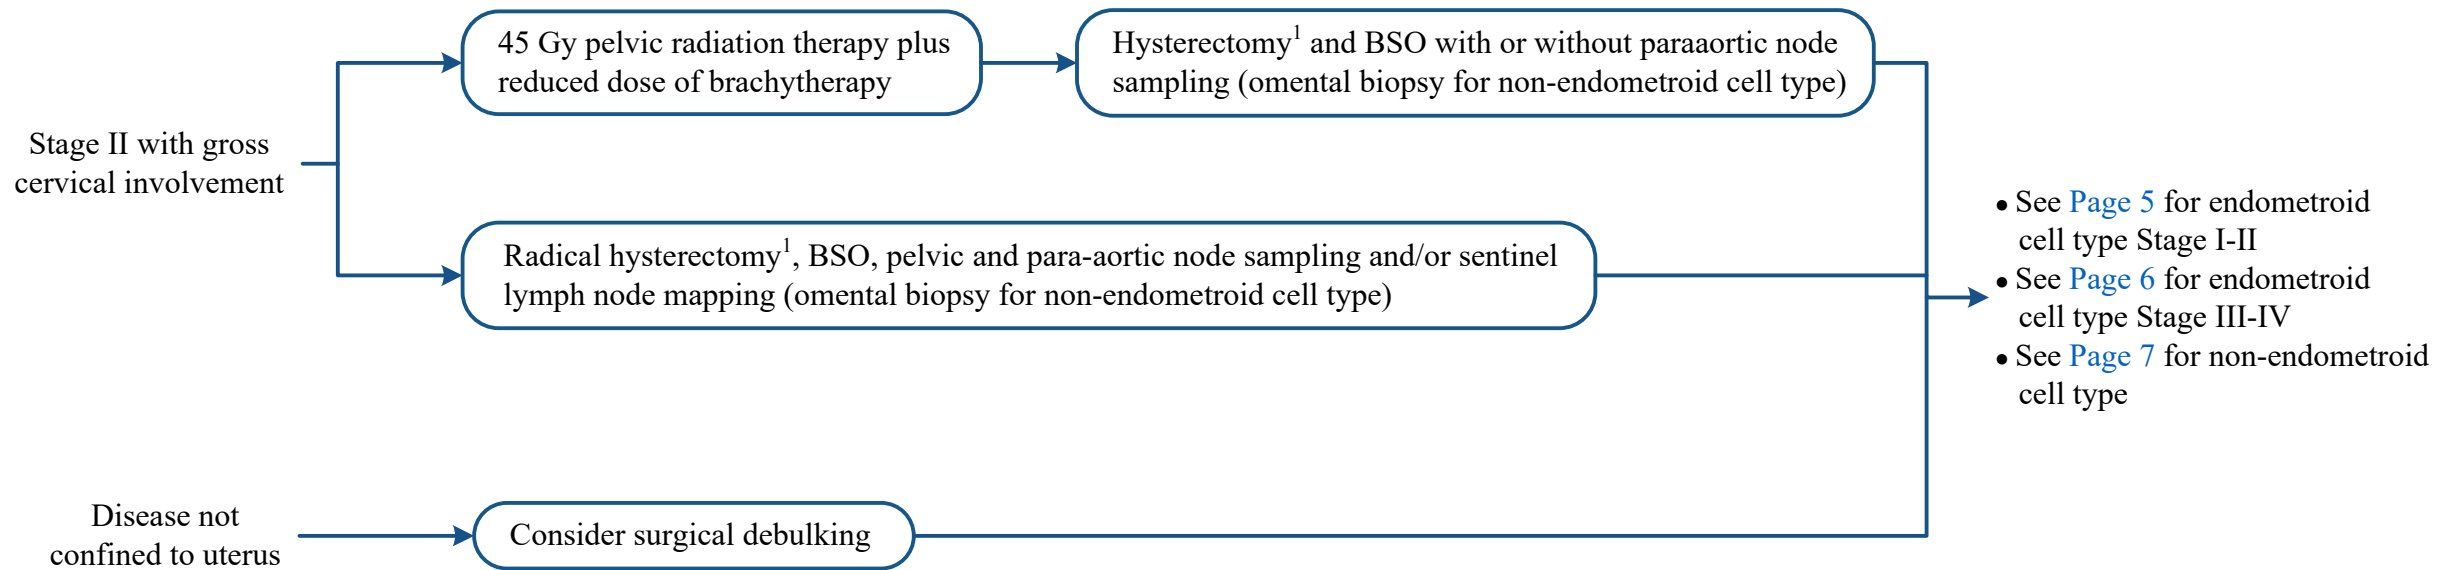 Stage II with gross
cervical involvement
45 Gy pelvic radiation therapy plus
reduced dose of brachytherapy
Hysterectomy¹ and BSO with or without paraaortic node
sampling (omental biopsy for non-endometroid cell type)
Radical hysterectomy¹, BSO, pelvic and para-aortic node sampling and/or sentinel
lymph node mapping (omental biopsy for non-endometroid cell type)
Disease not
confined to uterus
Consider surgical debulking
● See Page 5 for endometroid
cell type Stage I-II
● See Page 6 for endometroid
cell type Stage III-IV
● See Page 7 for non-endometroid
cell type